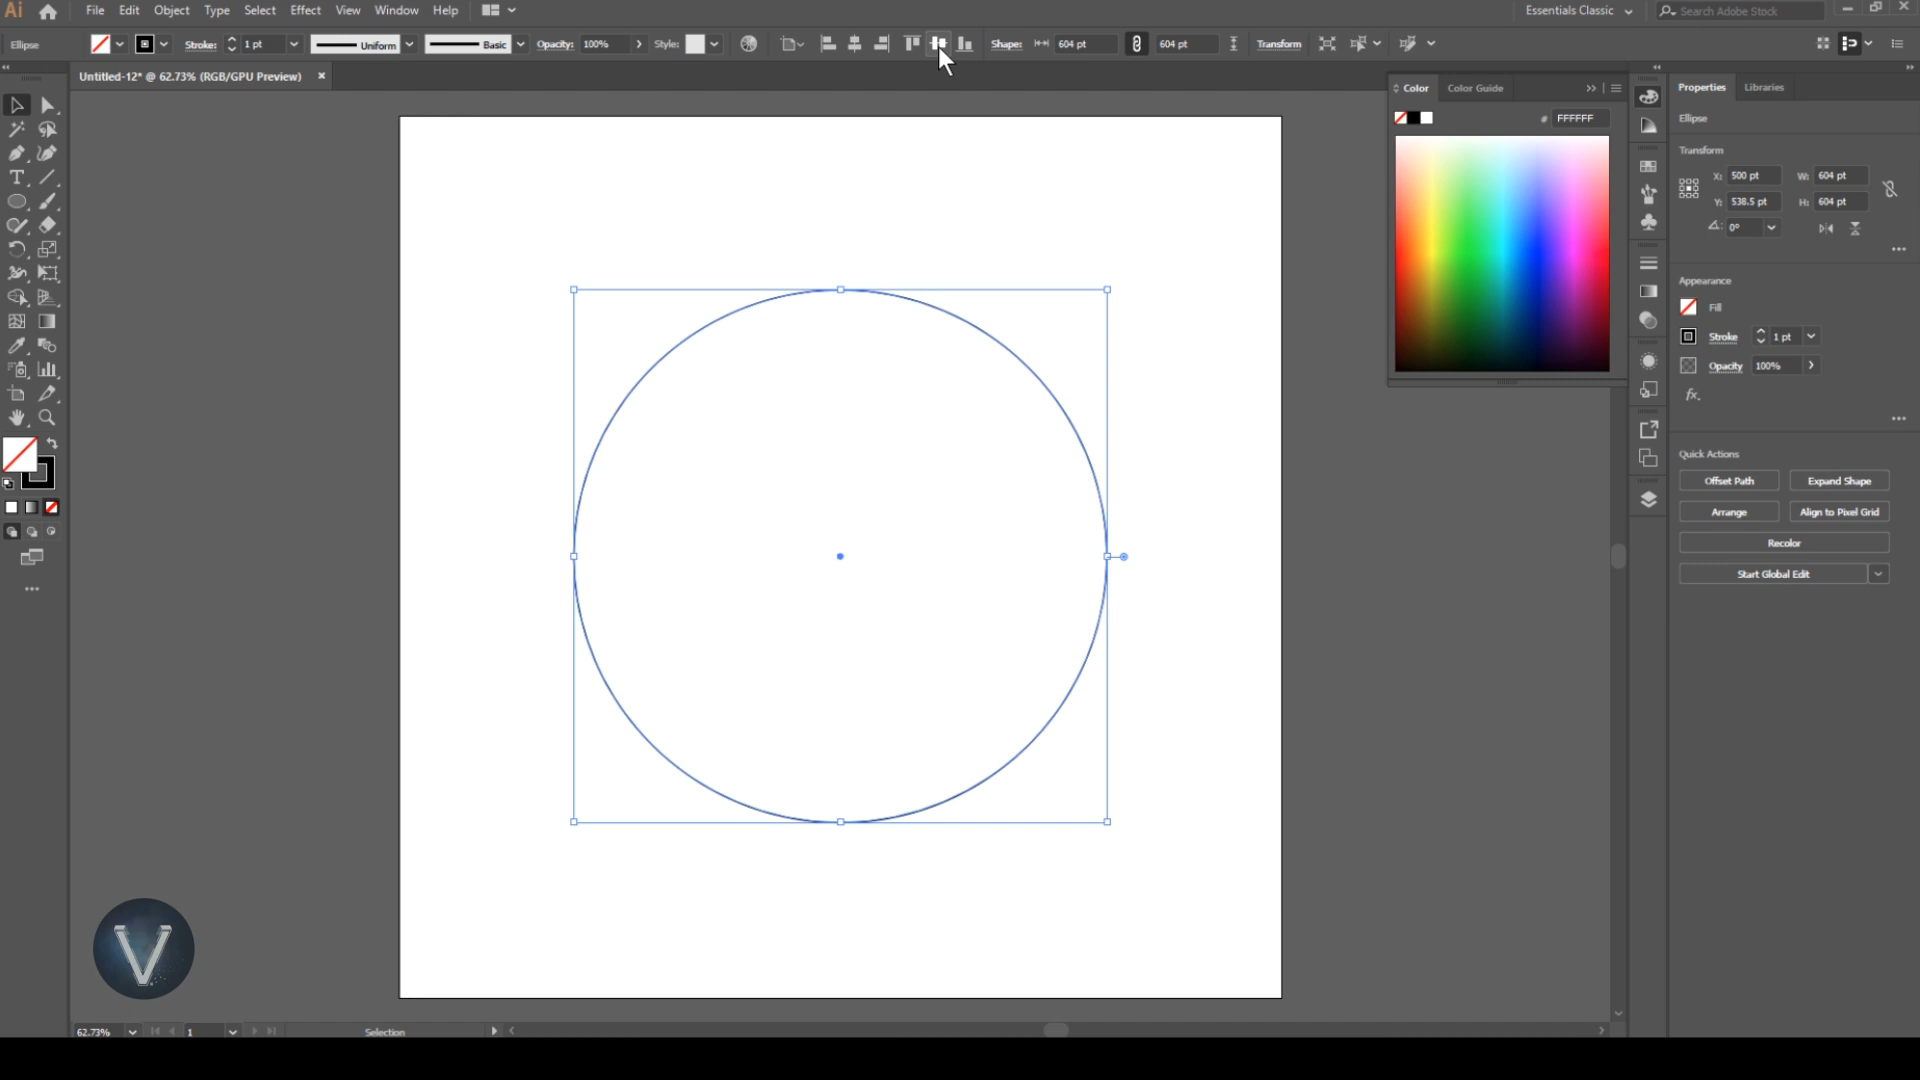 Ai File Edit Object Type Select Effect View Window Help Essentials Classic Search Adobe Stock
Ellipse Stroke: 1 pt Uniform Basic Opacity: 100% Style: Shape: 604 pt 604 pt Transform
Untitled-12* @ 62.73% (RGB/GPU Preview)
Color Color Guide
# FFFFFF
Properties Libraries
Ellipse
Transform
X: 500 pt W: 604 pt
Y: 538.5 pt H: 604 pt
0°
Appearance
Fill
Stroke 1 pt
Opacity 100%
fx.
Quick Actions
Offset Path Expand Shape
Arrange Align to Pixel Grid
Recolor
Start Global Edit
V
62.73% 1 Selection